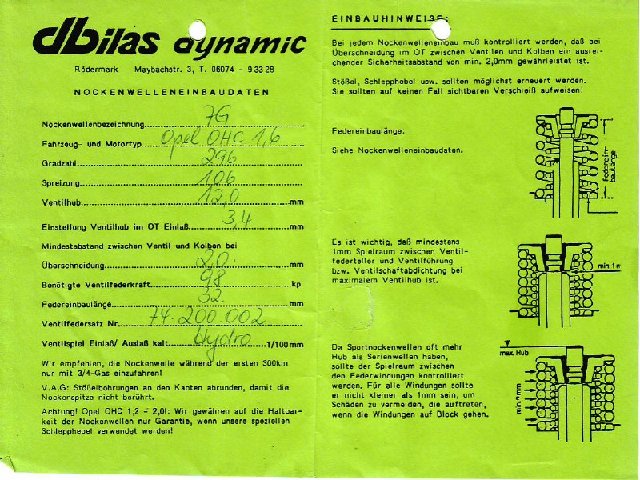 dbilas dynamic
Rödermark Maybachstr. 3, T. 06074 - 93329
NOCKENWELLENEINBAUDATEN
Nockenwellenbezeichnung 7G
Fahrzeug- und Motortyp Opel OHC 1,6
Gradzahl 296
Spreizung 106
Ventilhub 12,0 mm
Einstellung Ventilhub im OT Einlaß 3,4 mm
Mindestabstand zwischen Ventil und Kolben bei
Überschneidung 2,0 mm
Benötigte Ventilfederkraft 98 kp
Federeinbaulänge 32 mm
Ventilfedersatz Nr. 74.200.002
Ventilspiel Einlaß/ Auslaß kalt Hydro 1/100mm
Wir empfehlen, die Nockenwelle während der ersten 300km
nur mit 3/4-Gas einzufahren!
V.A.G: Stößelbohrungen an den Kanten abrunden, damit die
Nockenspitze nicht berührt.
Achtung! Opel OHC 1,2 - 2,0l: Wir gewähren auf die Haltbar-
keit der Nockenwellen nur Garantie, wenn unsere speziellen
Schlepphebel verwendet werden!
EINBAUHINWEISE:
Bei jedem Nockenwelleneinbau muß kontrolliert werden, daß bei
Überschneidung im OT zwischen Ventilen und Kolben ein ausrei-
chender Sicherheitsabstand von min. 2,0mm gewährleistet ist.
Stößel, Schlepphebel usw. sollten möglichst erneuert werden.
Sie sollten auf keinen Fall sichtbaren Verschleiß aufweisen.
Federeinbaulänge:
Siehe Nockenwelleneinbaudaten.
Federein-
baulänge
Es ist wichtig, daß mindestens
1mm Spielraum zwischen Ventil-
federteller und Ventilführung
bzw. Ventilschaftabdichtung bei
maximalem Ventilhub ist.
Da Sportnockenwellen oft mehr
Hub als Serienwellen haben,
sollte der Spielraum zwischen
den Federwindungen kontrolliert
werden. Für alle Windungen sollte
er nicht kleiner als 1mm sein, um
Schäden zu vermeiden, die auftreten,
wenn die Windungen auf Block gehen.
max. Hub